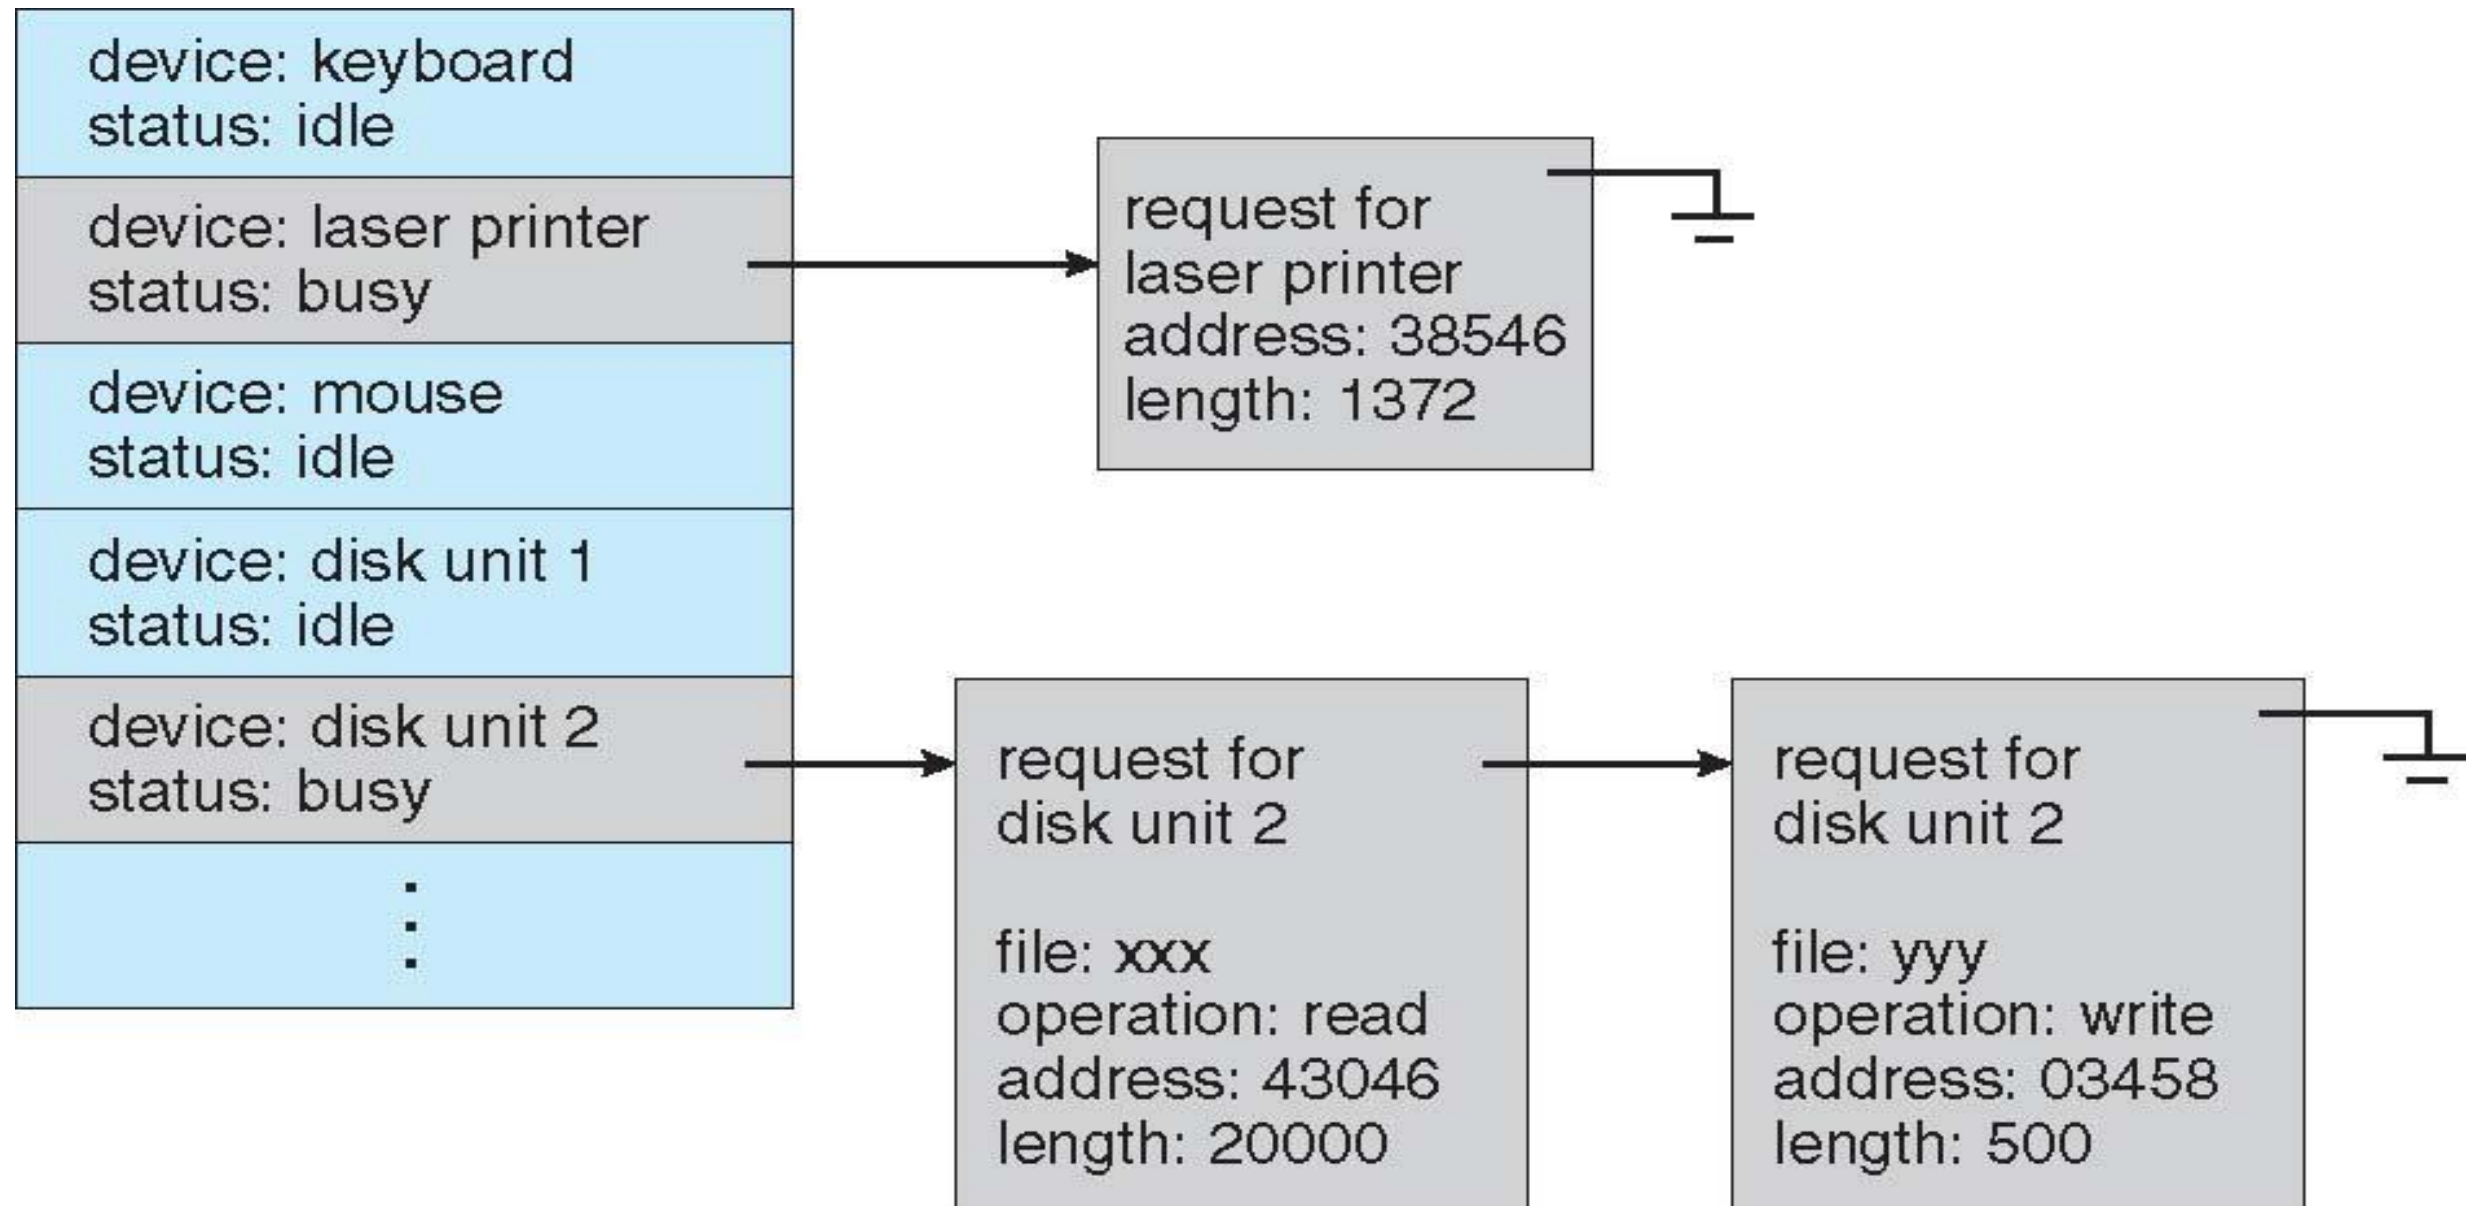 device: keyboard
status: idle
device: laser printer
status: busy
device: mouse
status: idle
device: disk unit 1
status: idle
device: disk unit 2
status: busy
request for
laser printer
address: 38546
length: 1372
request for
disk unit 2
file: xxx
operation: read
address: 43046
length: 20000
request for
disk unit 2
file: yyy
operation: write
address: 03458
length: 500